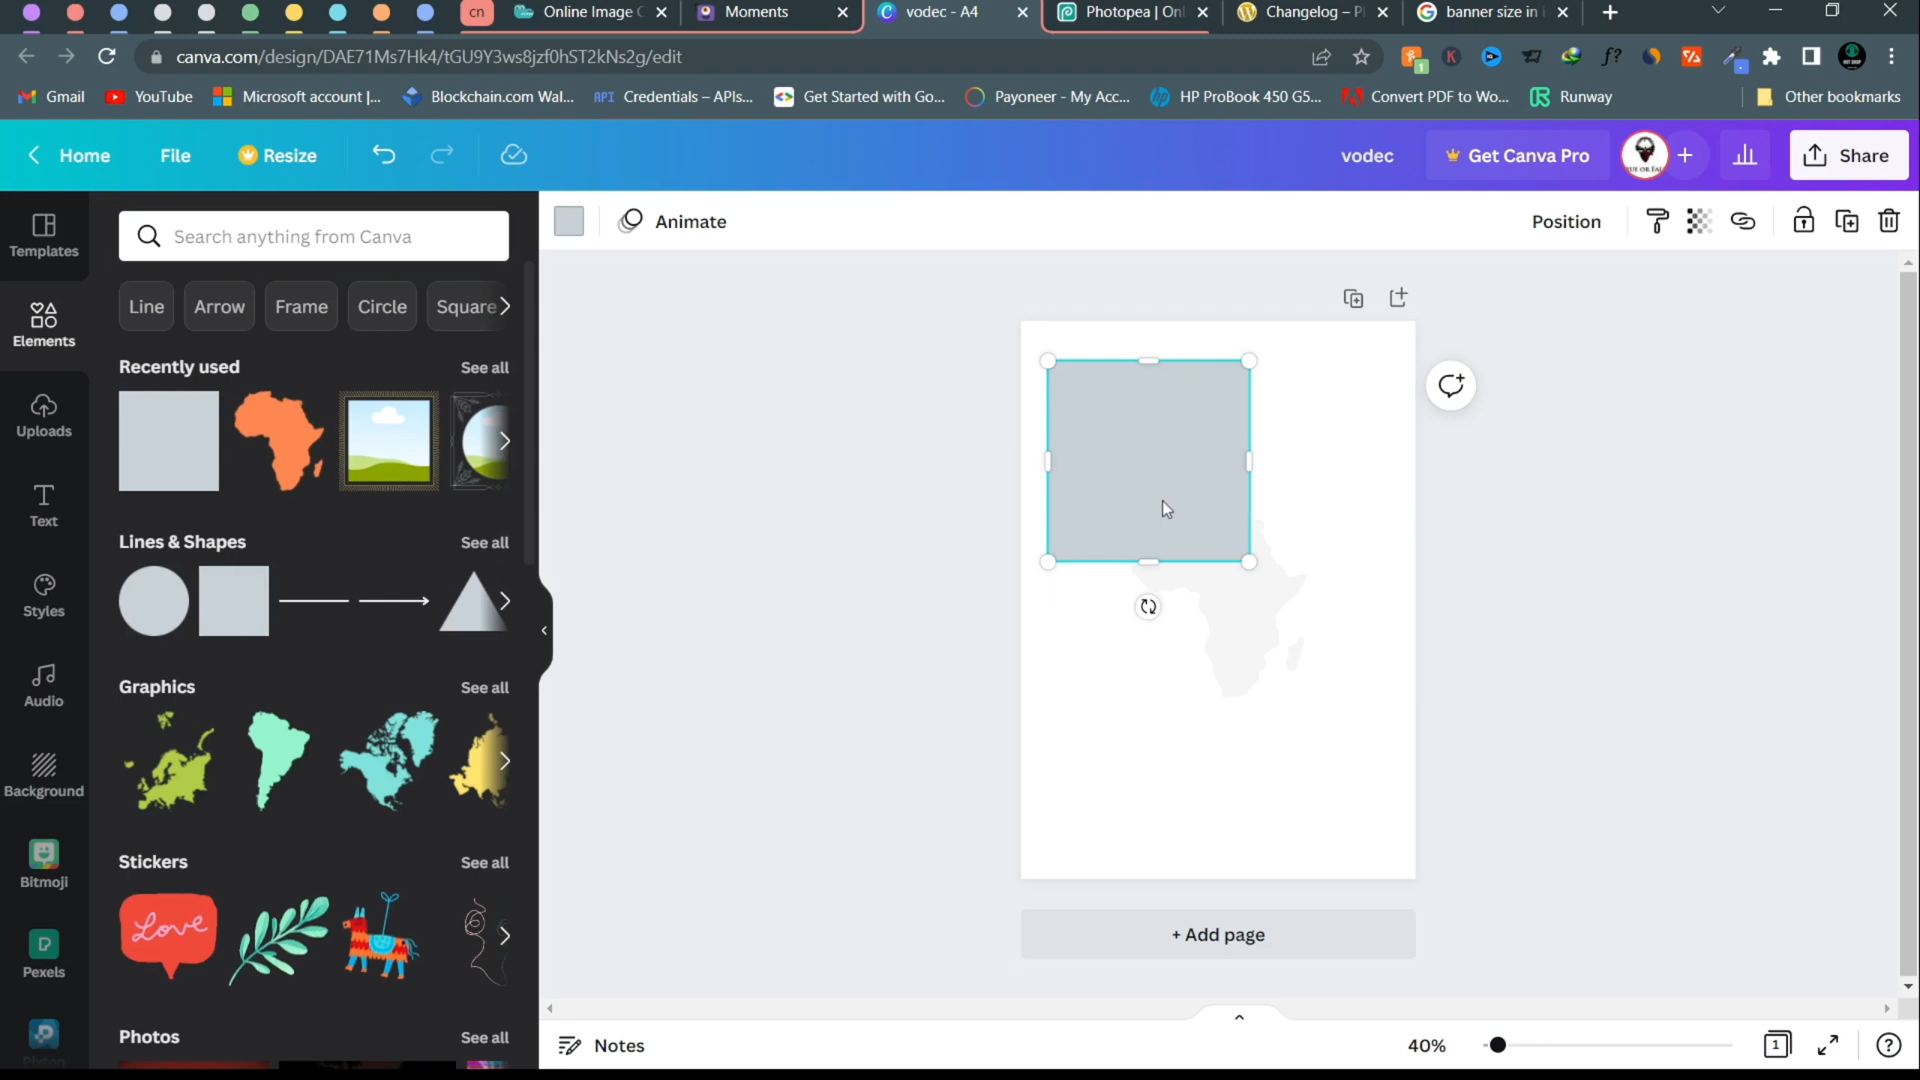 cn
Online Image C
Moments
vodec - A4
Photopea | Onl
Changelog – P
banner size in
canva.com/design/DAE71Ms7Hk4/tGU9Y3ws8jzf0hST2kNs2g/edit
1
K
f?
Gmail
YouTube
Microsoft account |...
Blockchain.com Wal...
API
Credentials – APIs...
Get Started with Go...
Payoneer - My Acc...
HP ProBook 450 G5...
Convert PDF to Wo...
Runway
Other bookmarks
Home
File
Resize
vodec
Get Canva Pro
Share
Templates
Elements
Uploads
Text
Styles
Audio
Background
Bitmoji
Pexels
Search anything from Canva
Line
Arrow
Frame
Circle
Square
Recently used
See all
Lines & Shapes
See all
Graphics
See all
Stickers
See all
Love
Photos
See all
Animate
Position
+ Add page
Notes
40%
1